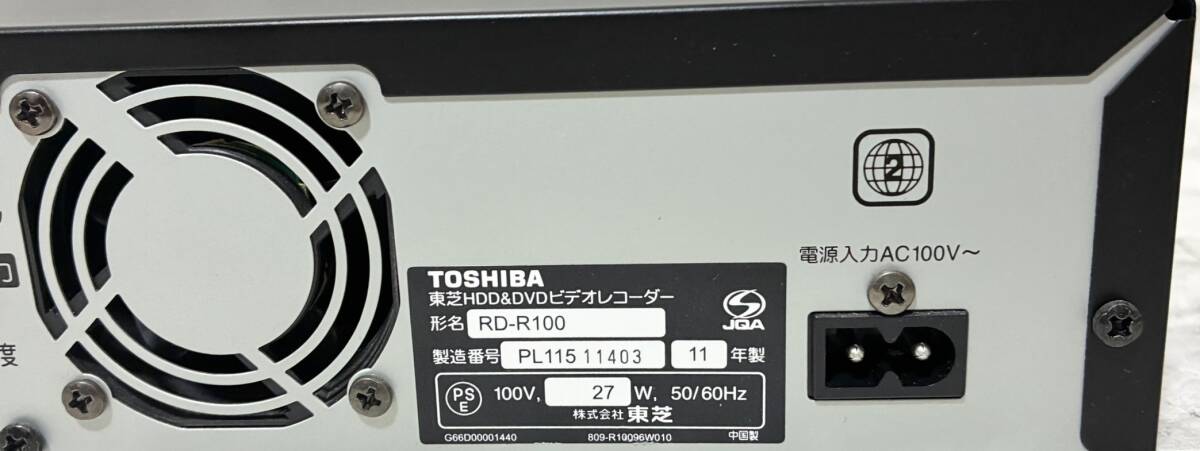 2
電源入力AC100V～
TOSHIBA
東芝HDD&DVDビデオレコーダー
形名 RD-R100
JQA
製造番号 PL115 11403 11 年製
PS E 100V, 27 W, 50/60Hz
株式会社 東芝
G66D00001440 809-R10096W010 中国製
度